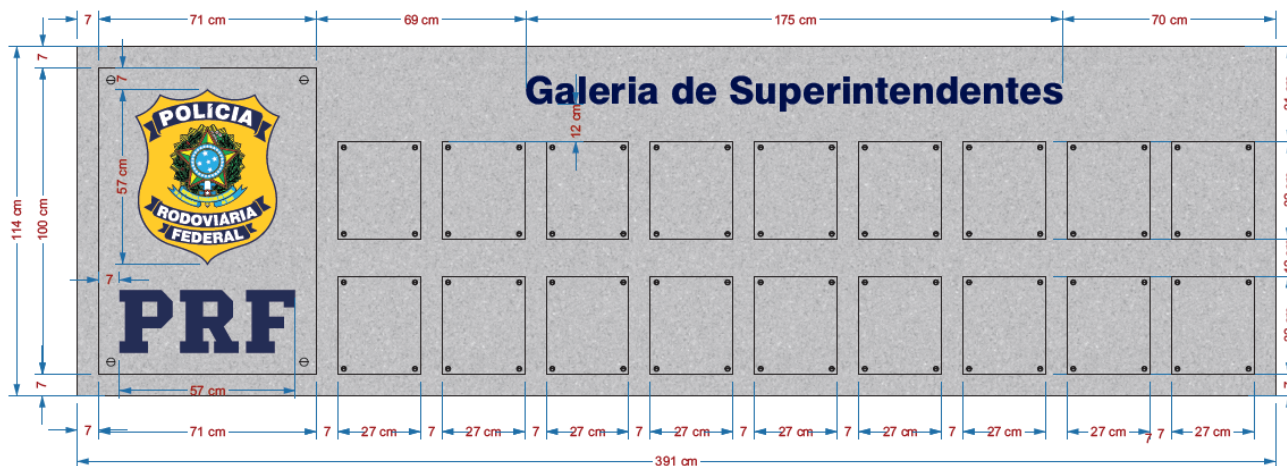 7 71 cm 69 cm 175 cm 70 cm
7
7
Galeria de Superintendentes
12 cm
POLÍCIA
RODOVIÁRIA
FEDERAL
57 cm
100 cm
114 cm
7
PRF
57 cm
7
7
7 71 cm 7 27 cm 7 27 cm 7 27 cm 7 27 cm 7 27 cm 7 27 cm 7 27 cm 7 27 cm 7 27 cm
7
391 cm